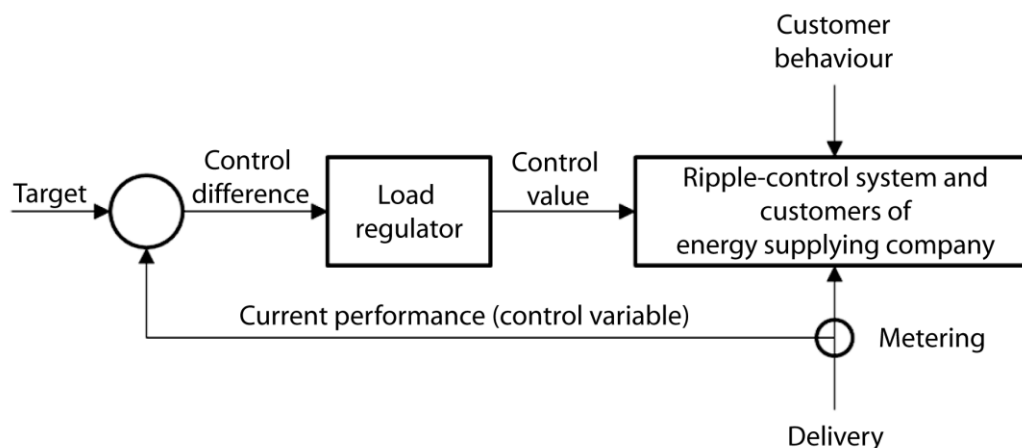 Customer
behaviour
Target
Control
difference
Load
regulator
Control
value
Ripple-control system and
customers of
energy supplying company
Current performance (control variable)
Metering
Delivery